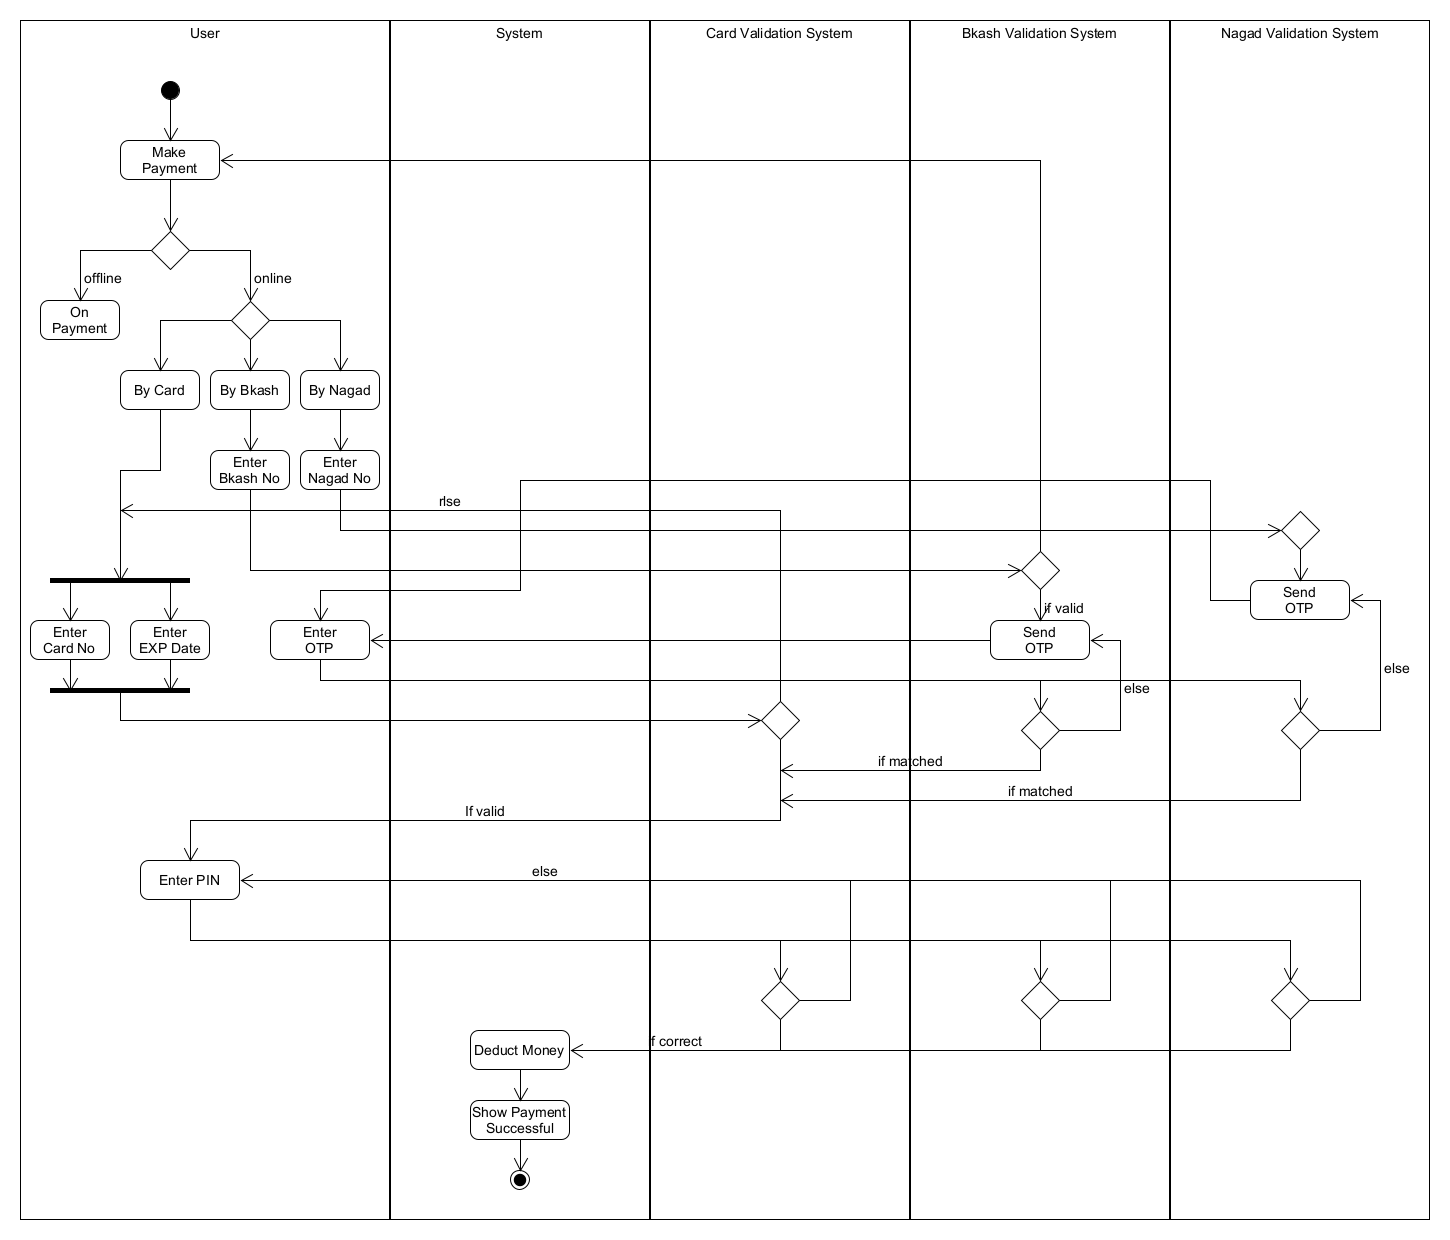 User
System
Card Validation System
Bkash Validation System
Nagad Validation System
Make
Payment
offline
online
On
Payment
By Card
By Bkash
By Nagad
Enter
Bkash No
Enter
Nagad No
rlse
if valid
Send
OTP
Enter
Card No
Enter
EXP Date
Enter
OTP
Send
OTP
else
else
if matched
if matched
If valid
Enter PIN
else
f correct
Deduct Money
Show Payment
Successful